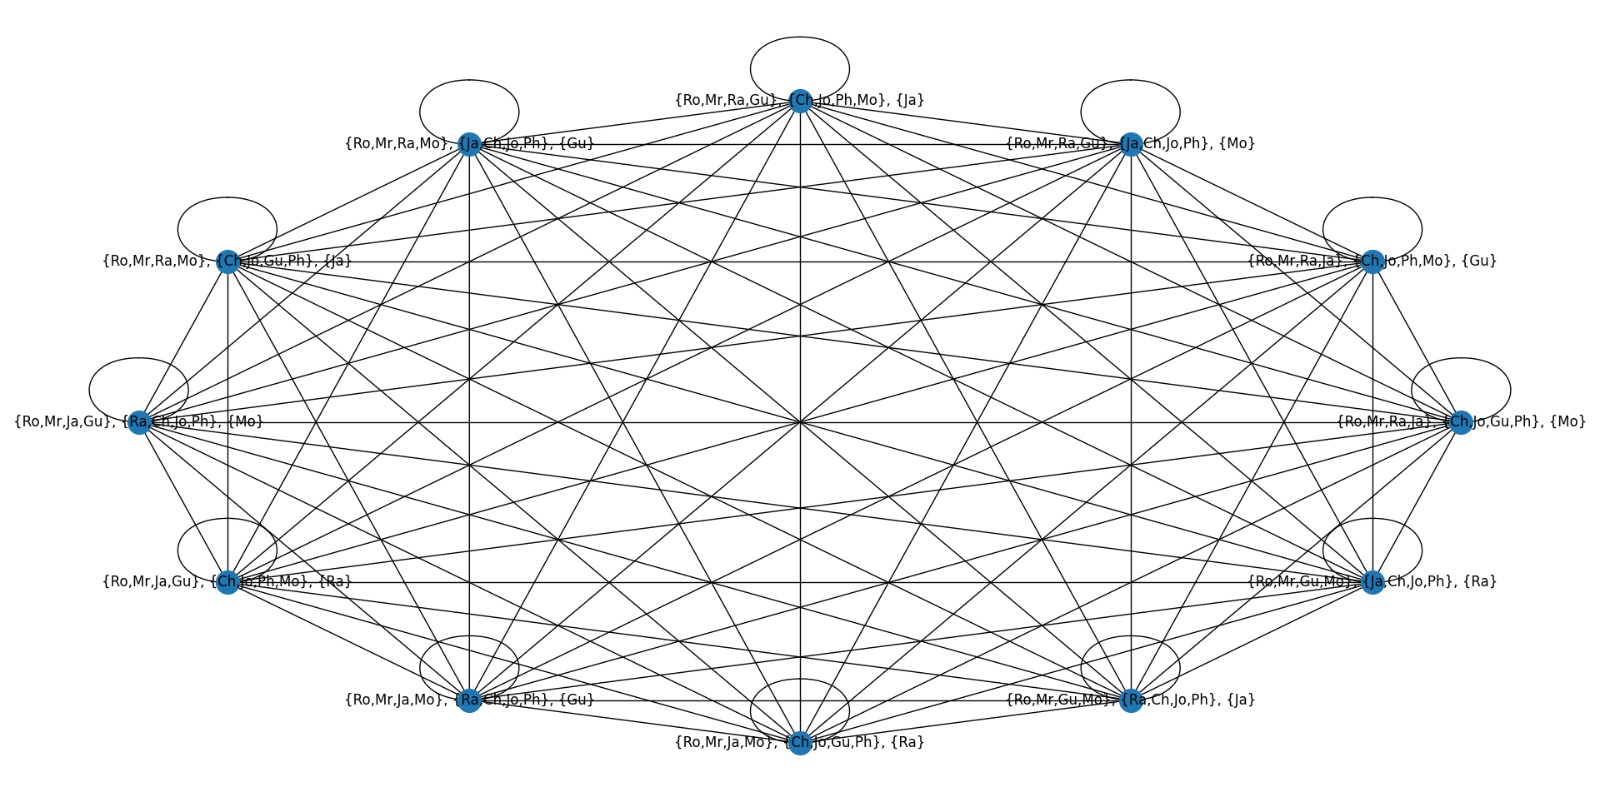 {Ro,Mr,Ra,Gu}, {Ch,Jo,Ph,Mo}, {Ja}
{Ro,Mr,Ra,Mo}, {Ja,Ch,Jo,Ph}, {Gu}
{Ro,Mr,Ra,Gu}, {Ja,Ch,Jo,Ph}, {Mo}
{Ro,Mr,Ra,Mo}, {Ch,Jo,Gu,Ph}, {Ja}
{Ro,Mr,Ra,Ja}, {Ch,Jo,Ph,Mo}, {Gu}
{Ro,Mr,Ja,Gu}, {Ra,Ch,Jo,Ph}, {Mo}
{Ro,Mr,Ra,Ja}, {Ch,Jo,Gu,Ph}, {Mo}
{Ro,Mr,Ja,Gu}, {Ch,Jo,Ph,Mo}, {Ra}
{Ro,Mr,Gu,Mo}, {Ja,Ch,Jo,Ph}, {Ra}
{Ro,Mr,Ja,Mo}, {Ra,Ch,Jo,Ph}, {Gu}
{Ro,Mr,Gu,Mo}, {Ra,Ch,Jo,Ph}, {Ja}
{Ro,Mr,Ja,Mo}, {Ch,Jo,Gu,Ph}, {Ra}